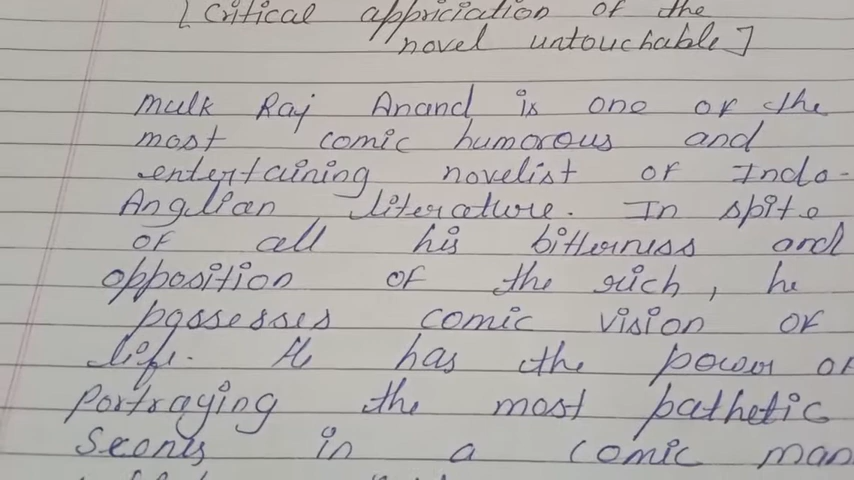 [Critical appriciation of the
novel untouchable]
Mulk Raj Anand is one of the
most comic humorous and
entertaining novelist of Indo-
Anglian literature. In spite
of all his bitterness and
opposition of the rich, he
possesses comic vision of
life. He has the power of
Portraying the most pathetic
Seens in a comic man